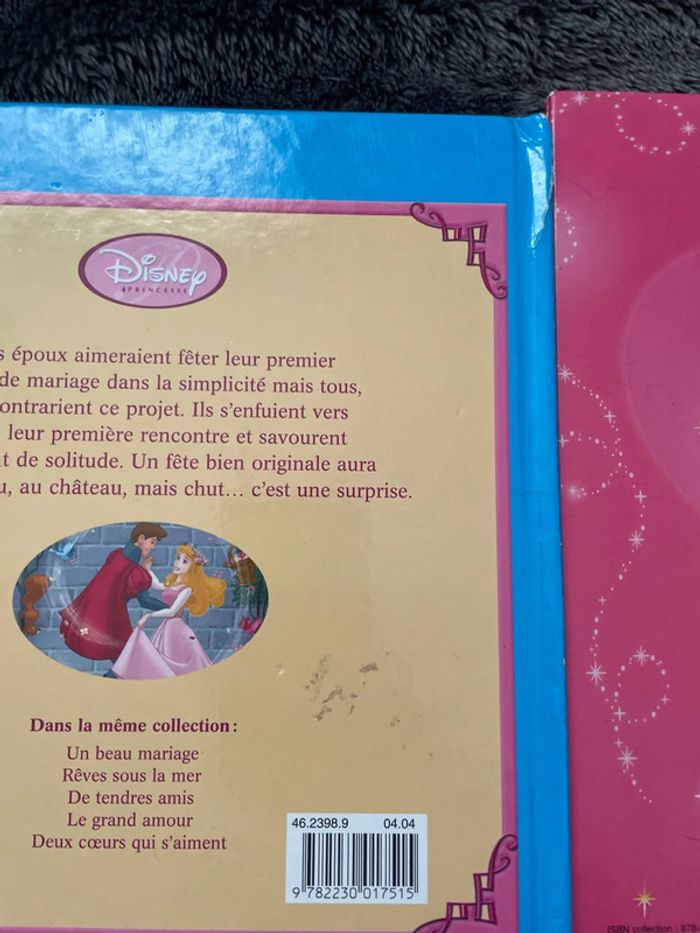 DISNEY
PRINCESSE
époux aimeraient fêter leur premier
de mariage dans la simplicité mais tous,
contrarient ce projet. Ils s'enfuient vers
leur première rencontre et savourent
de solitude. Un fête bien originale aura
au château, mais chut... c'est une surprise.
Dans la même collection :
Un beau mariage
Rêves sous la mer
De tendres amis
Le grand amour
Deux cœurs qui s'aiment
46.2398.9 04.04
9 782230 017515
ISBN collection :